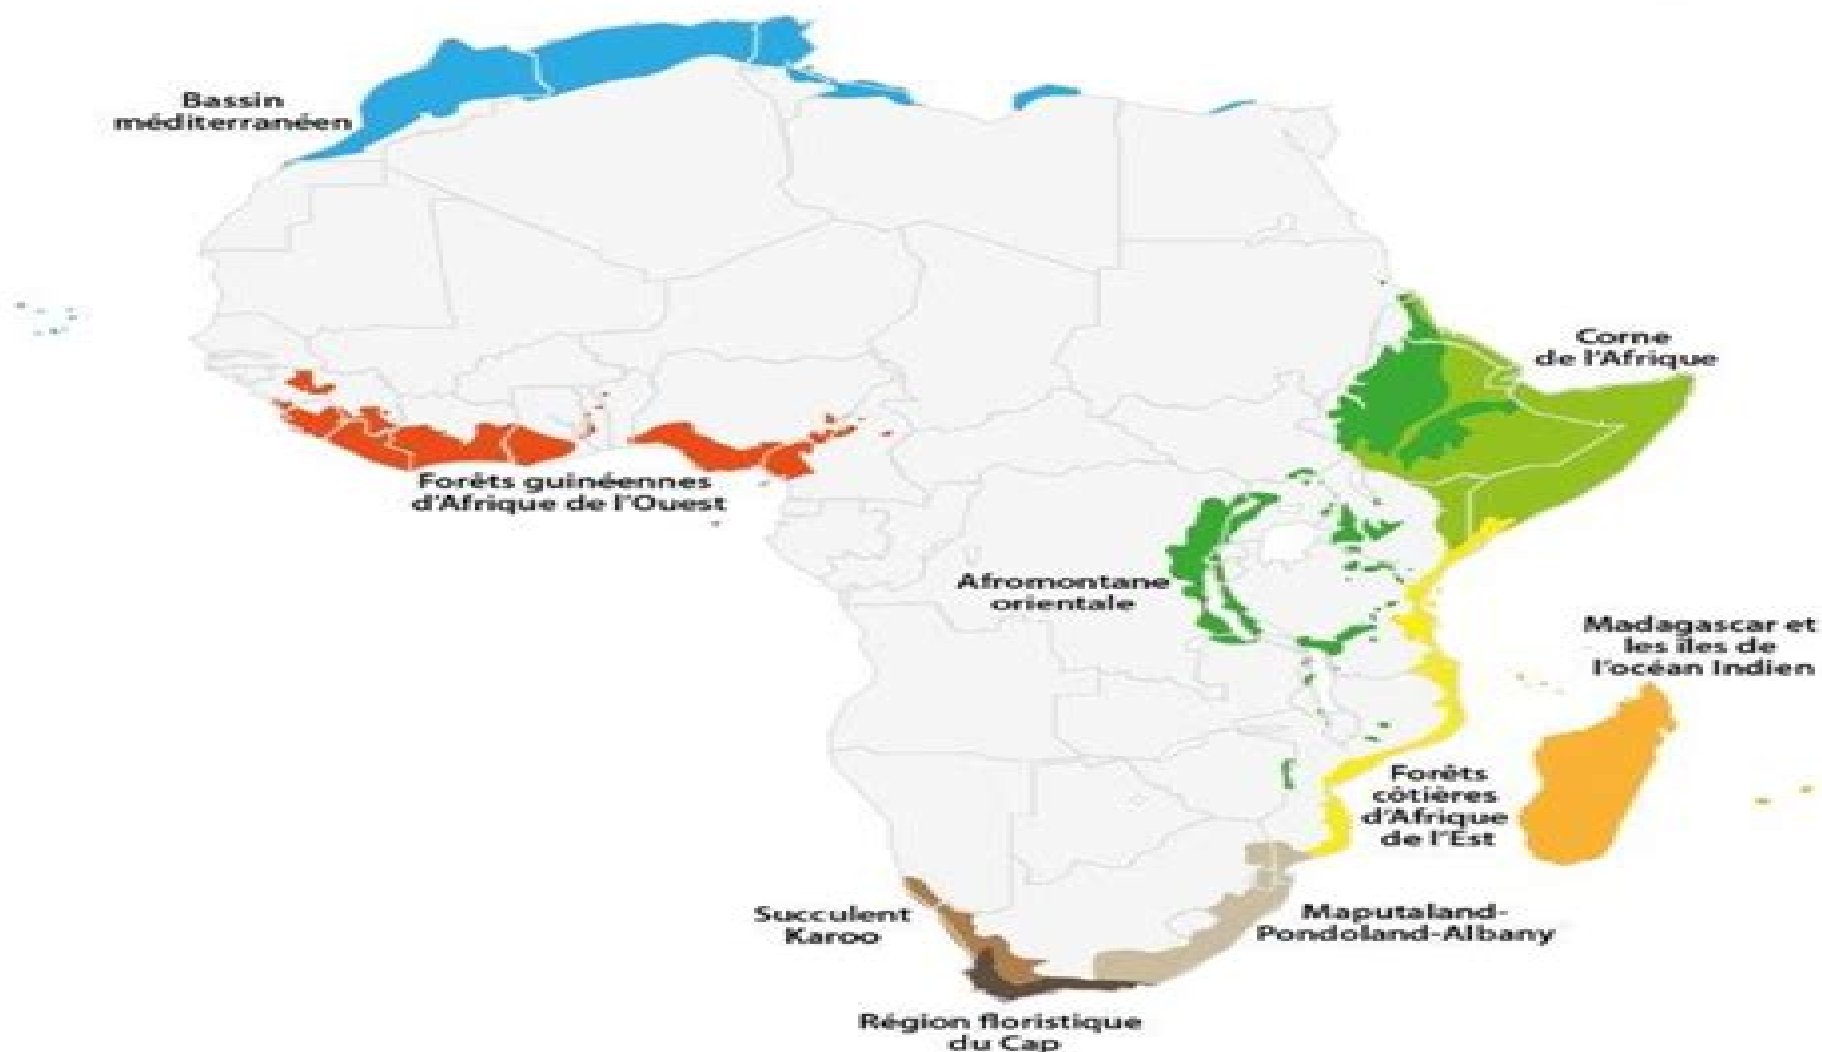 Bassin
méditerranéen
Corne
de l'Afrique
Forêts guinéennes
d'Afrique de l'Ouest
Afromontane
orientale
Madagascar et
les îles de
l'océan Indien
Forêts
côtières
d'Afrique
de l'Est
Succulent
Karoo
Maputaland-
Pondoland-Albany
Région floristique
du Cap